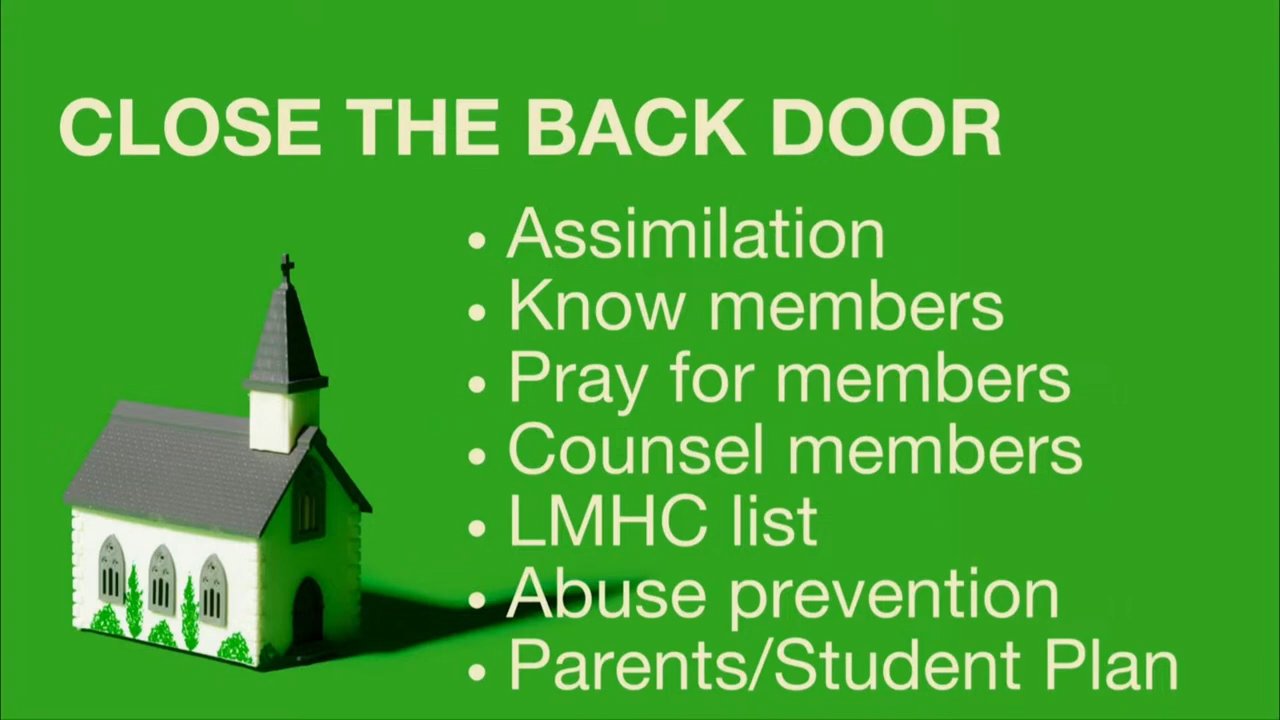 CLOSE THE BACK DOOR
• Assimilation
• Know members
• Pray for members
• Counsel members
• LMHC list
• Abuse prevention
• Parents/Student Plan